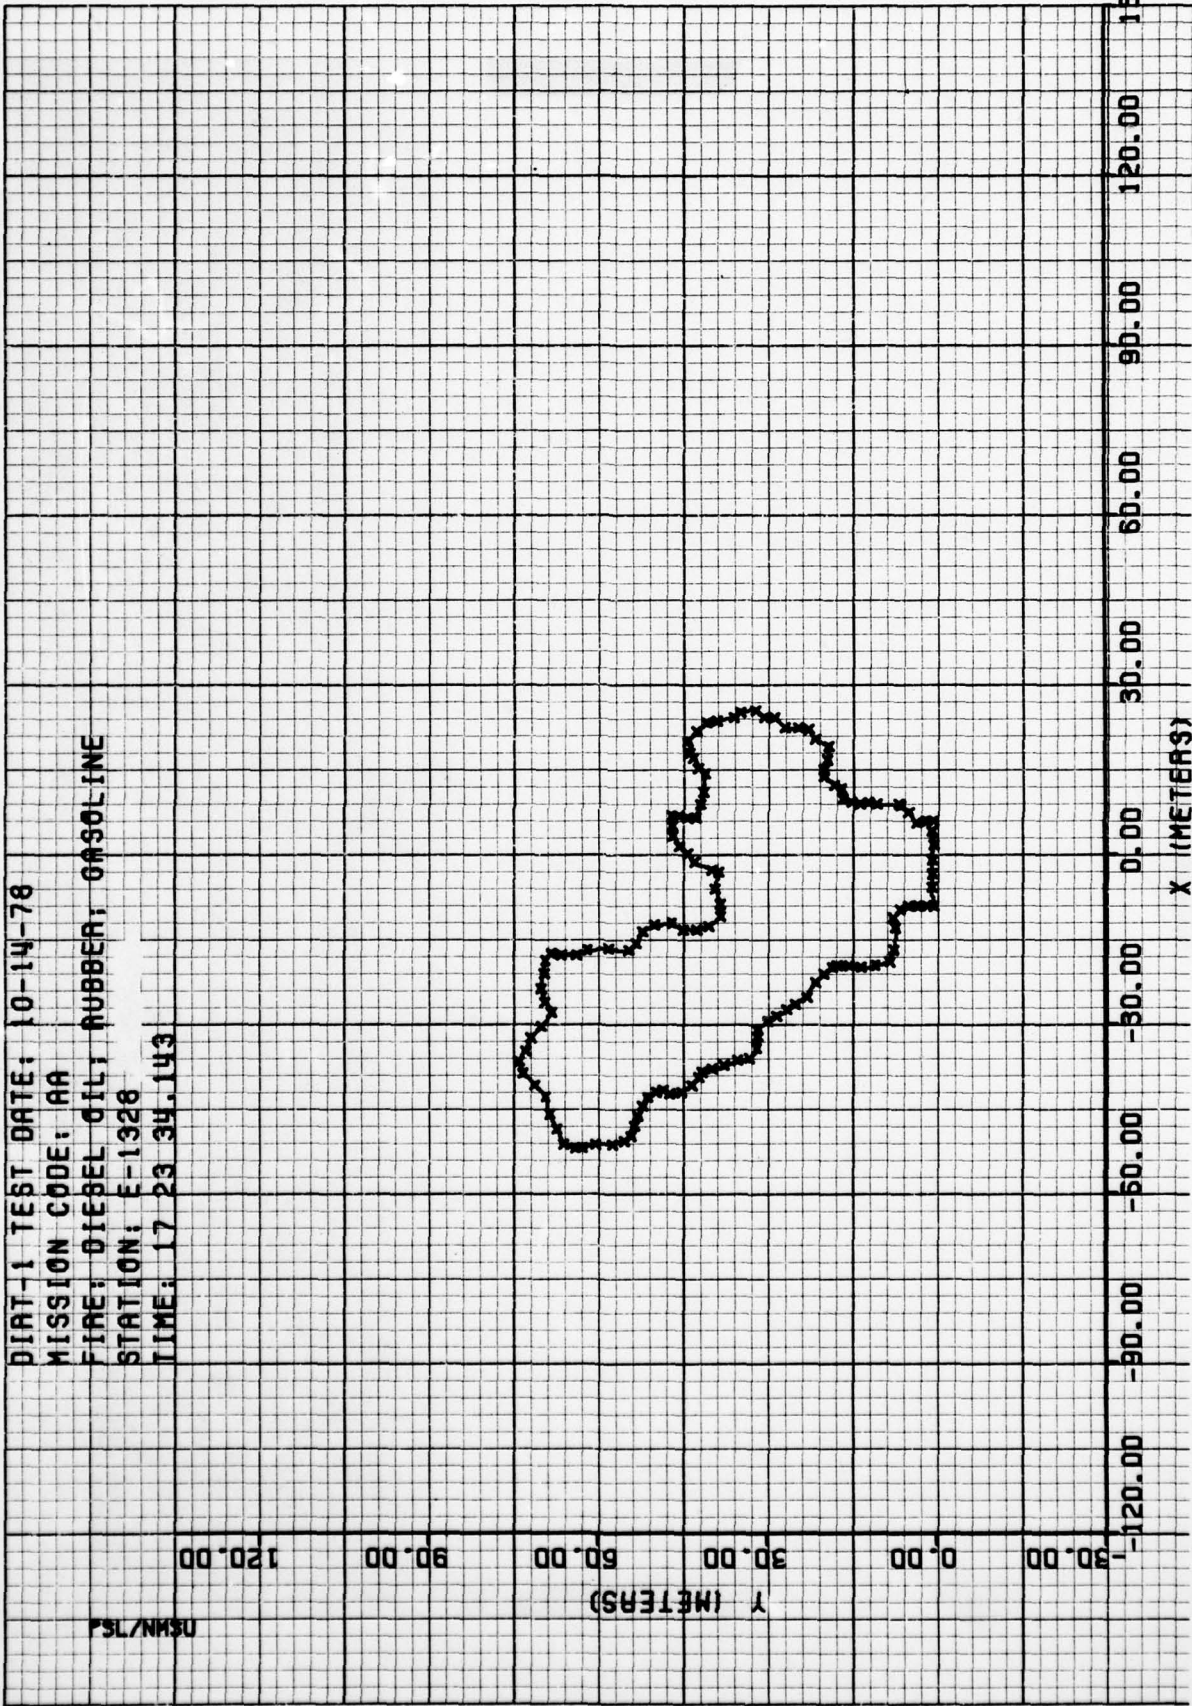 DIRT-1 TEST DATE: 10-14-78
MISSION CODE: AA
FIRE: DIESEL OIL; RUBBER; GASOLINE
STATION: E-1328
TIME: 17 23 34.143
PSL/NMSU
Y (METERS)
120.00
90.00
60.00
30.00
0.00
-30.00
-120.00 -90.00 -60.00 -30.00 0.00 30.00 60.00 90.00 120.00
X (METERS)